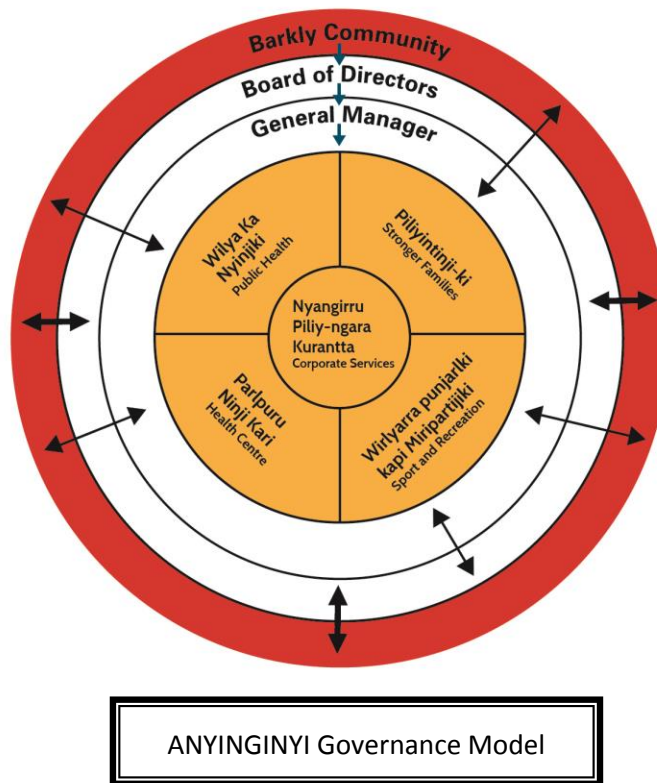 Barkly Community
Board of Directors
General Manager
Wilya Ka
Nyinjiki
Public Health
Piliyintinji-ki
Stronger Families
Nyangirru
Piliy-ngara
Kurantta
Corporate Services
Parlpuru
Ninji Kari
Health Centre
Wirlyarra punjarlki
kapi Miripartijiki
Sport and Recreation
ANYINGINYI Governance Model